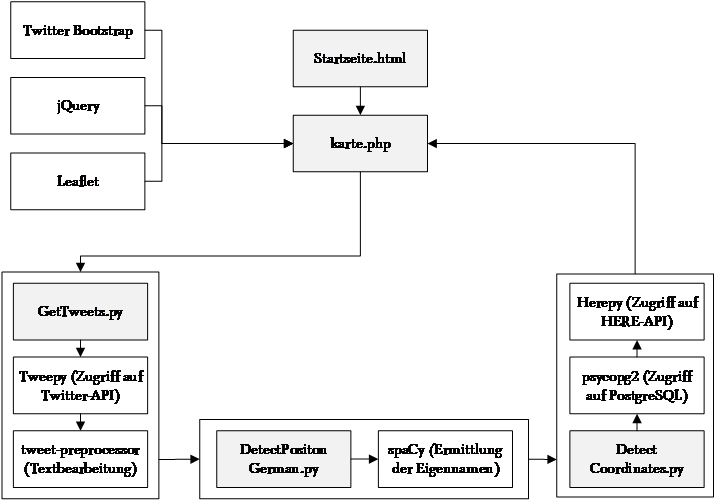 Twitter Bootstrap
jQuery
Leaflet
Startseite.html
karte.php
GetTweets.py
Tweepy (Zugriff auf
Twitter-API)
tweet-preprocessor
(Textbearbeitung)
DetectPositon
German.py
spaCy (Ermittlung
der Eigennamen)
Herepy (Zugriff auf
HERE-API)
psycopg2 (Zugriff
auf PostgreSQL)
Detect
Coordinates.py